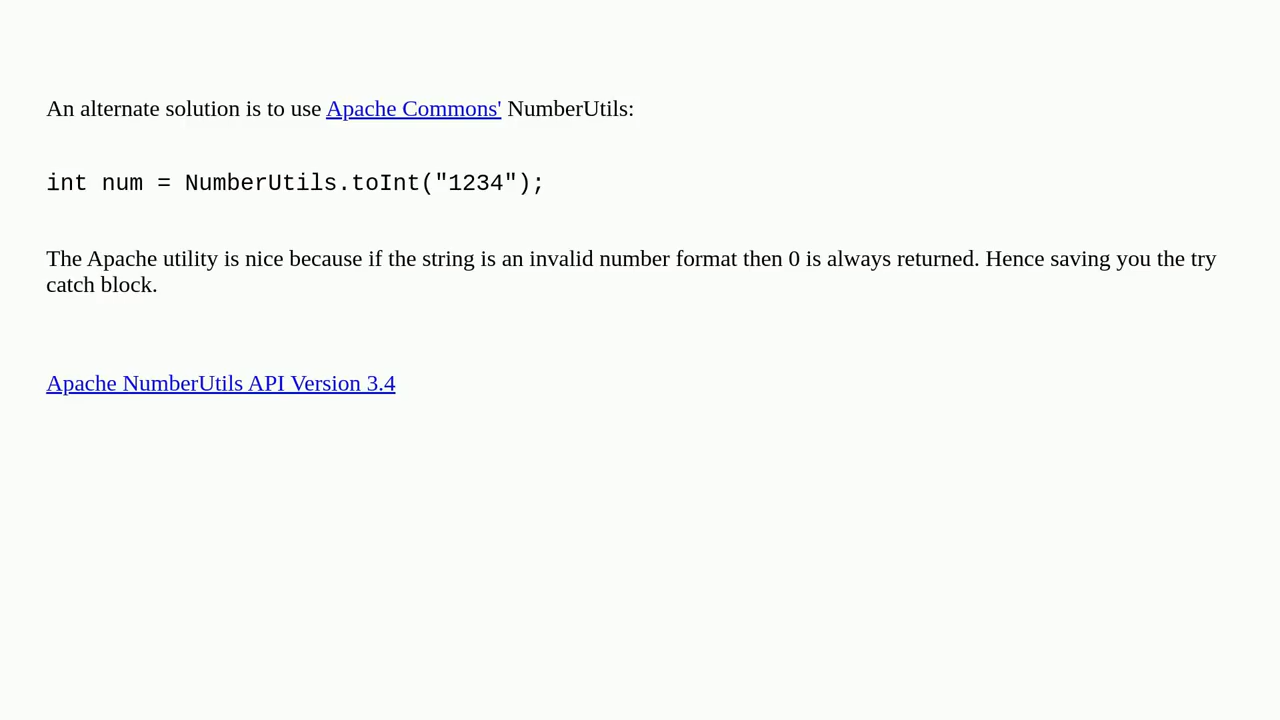 An alternate solution is to use Apache Commons' NumberUtils:
int num = NumberUtils.toInt("1234");
The Apache utility is nice because if the string is an invalid number format then 0 is always returned. Hence saving you the try
catch block.
Apache NumberUtils API Version 3.4